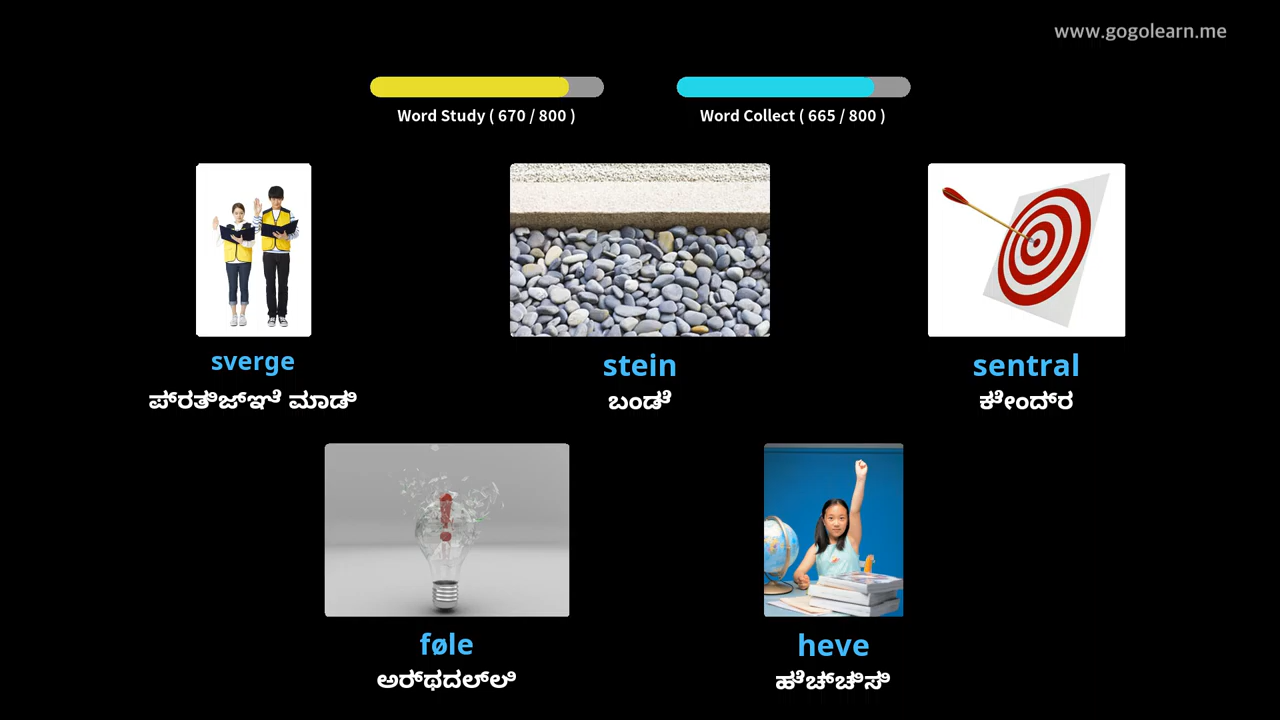 www.gogolearn.me
Word Study ( 670 / 800 )
Word Collect ( 665 / 800 )
sverge
ಪ್ರತಿಜ್ಞೆ ಮಾಡಿ
stein
ಬಂಡೆ
sentral
ಕೇಂದ್ರ
føle
ಅರ್ಥದಲ್ಲಿ
heve
ಹೆಚ್ಚಿಸಿ